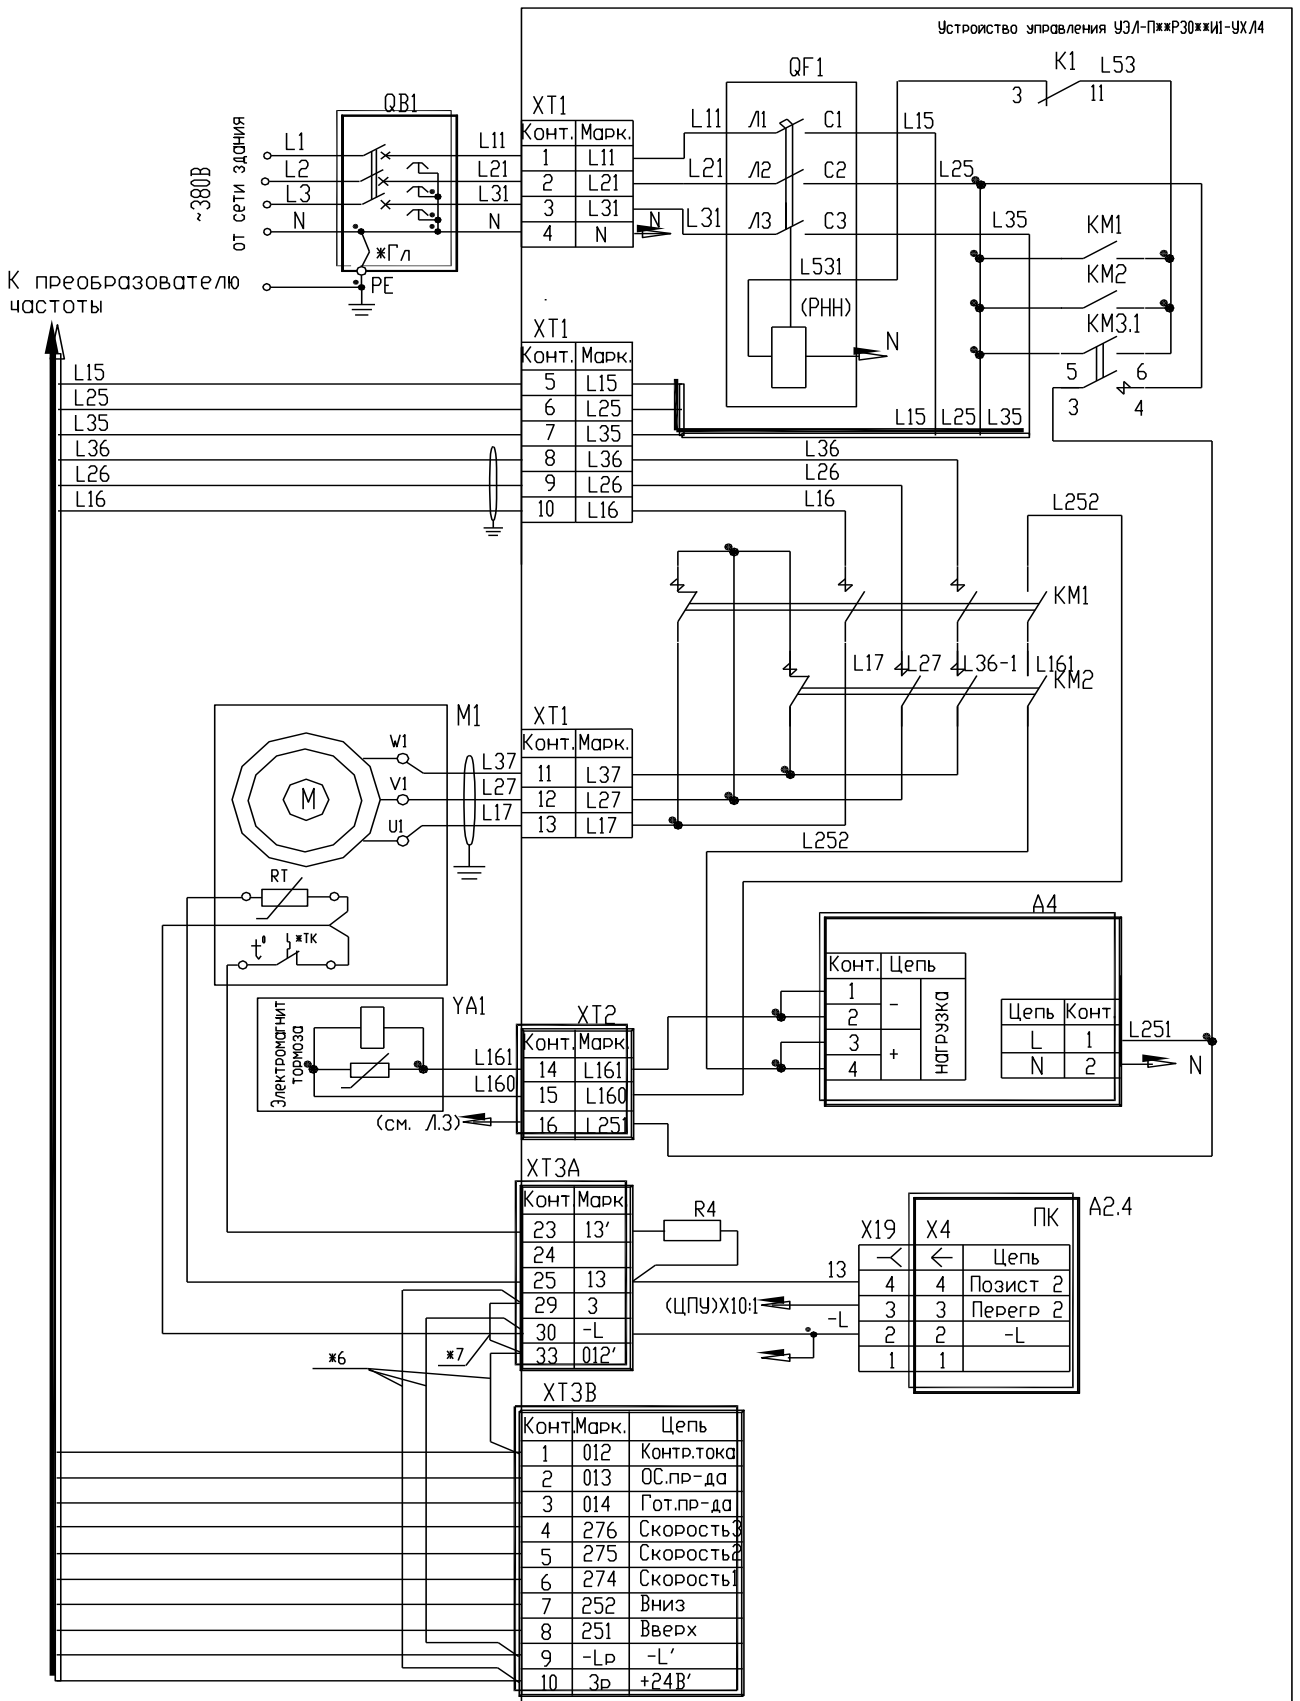 Устройство управления УЭЛ-П**Р30**И1-УХЛ4
~380В
от сети здания
L1
L2
L3
N
QB1
*Гл
PE
L11
L21
L31
N
К преобразователю
частоты
XT1
Конт. Марк.
1 L11
2 L21
3 L31
4 N
N
L11
L21
L31
QF1
Л1 С1
Л2 С2
Л3 С3
L531
(РНН)
N
L15
L25
L35
K1
3
11
L53
KM1
KM2
KM3.1
5 6
3 4
L15 L25 L35
XT1
Конт. Марк.
5 L15
6 L25
7 L35
8 L36
9 L26
10 L16
L15
L25
L35
L36
L26
L16
L36
L26
L16
L252
KM1
L17 L27 L36-1 L161
KM2
M1
W1
V1
U1
M
RT
t°
*ТК
L37
L27
L17
XT1
Конт. Марк.
11 L37
12 L27
13 L17
L252
YA1
Электромагнит
тормоза
L161
L160
(см. Л.3)
XT2
Конт. Марк.
14 L161
15 L160
16 L251
A4
Конт. Цепь
1
2
3
4
-
+
нагрузка
Цепь Конт.
L 1
N 2
L251
N
XT3A
Конт. Марк.
23 13'
24
25 13
29 3
30 -L
33 012'
R4
13
(ЦПУ)X10:1
-L
A2.4
ПК
X19 X4
Цепь
4 4 Позист 2
3 3 Перегр 2
2 2 -L
1 1
*6
*7
XT3B
Конт. Марк. Цепь
1 012 Контр.тока
2 013 ОС.пр-да
3 014 Гот.пр-да
4 276 Скорость3
5 275 Скорость2
6 274 Скорость1
7 252 Вниз
8 251 Вверх
9 -Lр -L'
10 3р +24В'